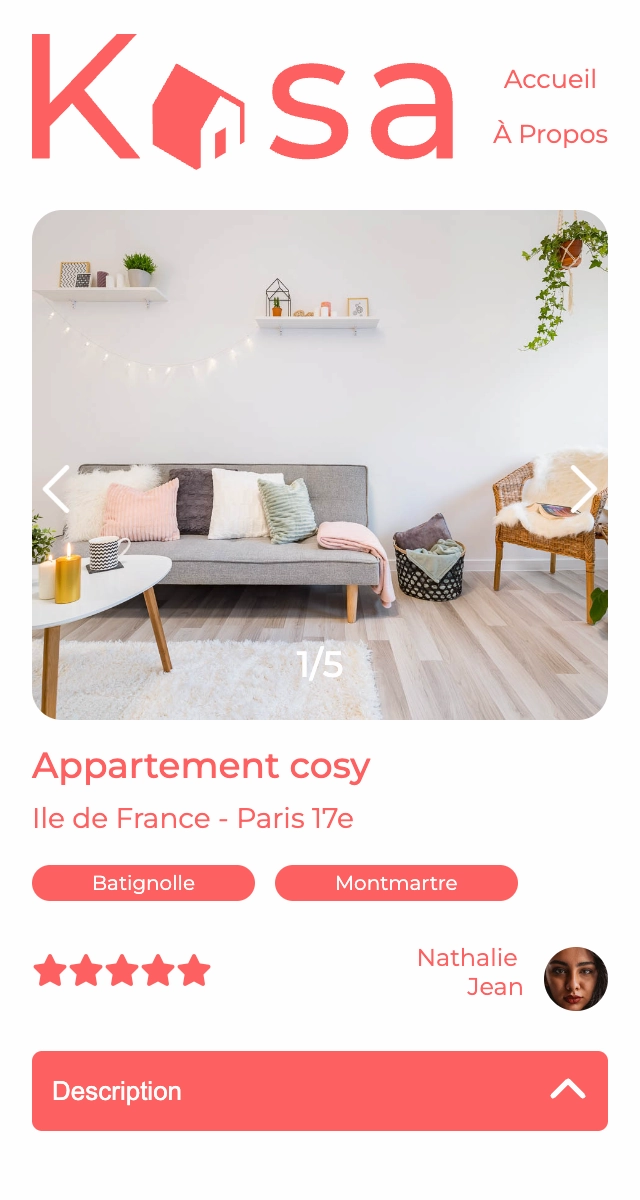 Kasa
Accueil
À Propos
1/5
Appartement cosy
Ile de France - Paris 17e
Batignolle
Montmartre
Nathalie
Jean
Description